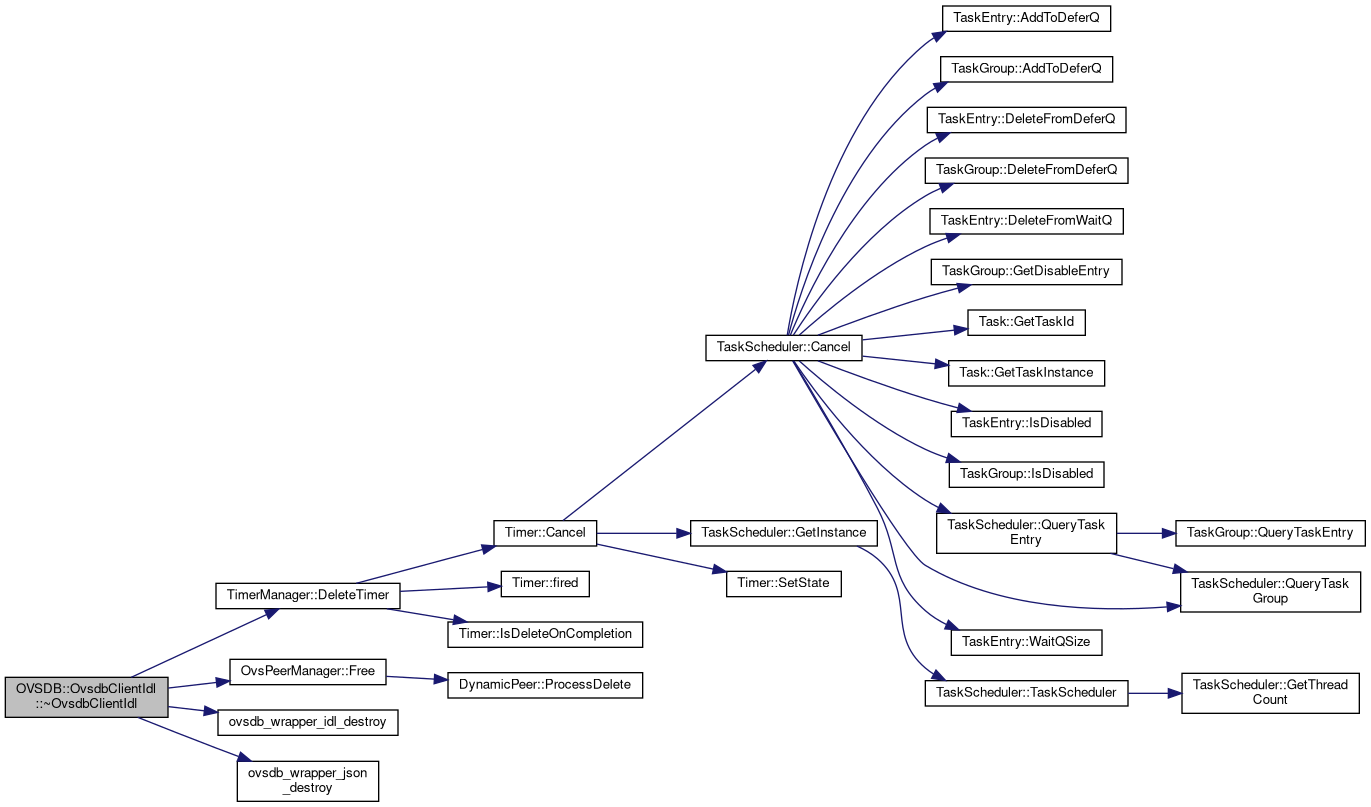 TaskEntry::AddToDeferQ
TaskGroup::AddToDeferQ
TaskEntry::DeleteFromDeferQ
TaskGroup::DeleteFromDeferQ
TaskEntry::DeleteFromWaitQ
TaskGroup::GetDisableEntry
Task::GetTaskId
TaskScheduler::Cancel
Task::GetTaskInstance
TaskEntry::IsDisabled
TaskGroup::IsDisabled
TaskScheduler::QueryTask
Entry
TaskGroup::QueryTaskEntry
Timer::Cancel
TaskScheduler::GetInstance
Timer::fired
Timer::SetState
TaskScheduler::QueryTask
Group
TimerManager::DeleteTimer
Timer::IsDeleteOnCompletion
TaskEntry::WaitQSize
OVSDB::OvsdbClientIdl
::~OvsdbClientIdl
OvsPeerManager::Free
DynamicPeer::ProcessDelete
TaskScheduler::TaskScheduler
TaskScheduler::GetThread
Count
ovsdb_wrapper_idl_destroy
ovsdb_wrapper_json
_destroy